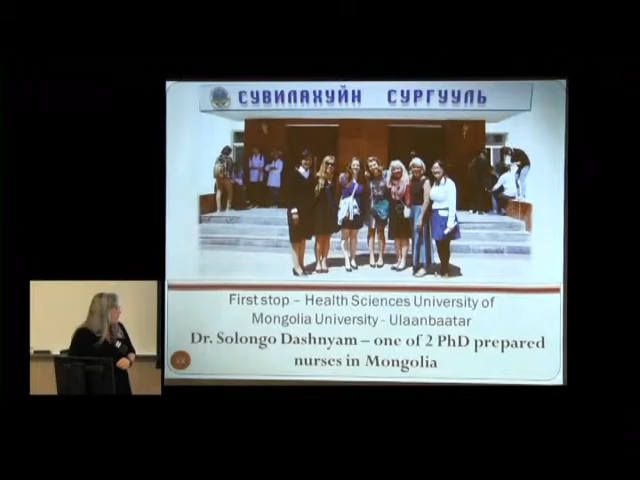 СУВИЛАХУЙН СУРГУУЛЬ
First stop – Health Sciences University of
Mongolia University - Ulaanbaatar
Dr. Solongo Dashnyam – one of 2 PhD prepared
nurses in Mongolia